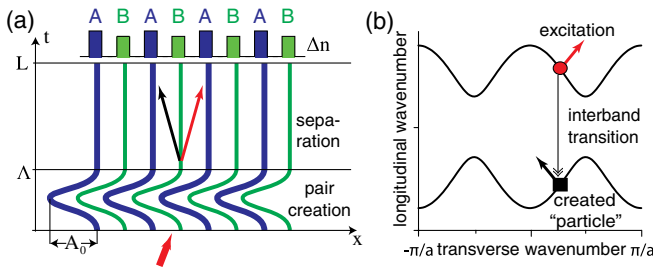 (a)
A B A B A B A B
t
Δn
L
sepa-
ration
Λ
pair
creation
A₀
x
(b)
excitation
longitudinal wavenumber
interband
transition
created
"particle"
-π/a transverse wavenumber π/a